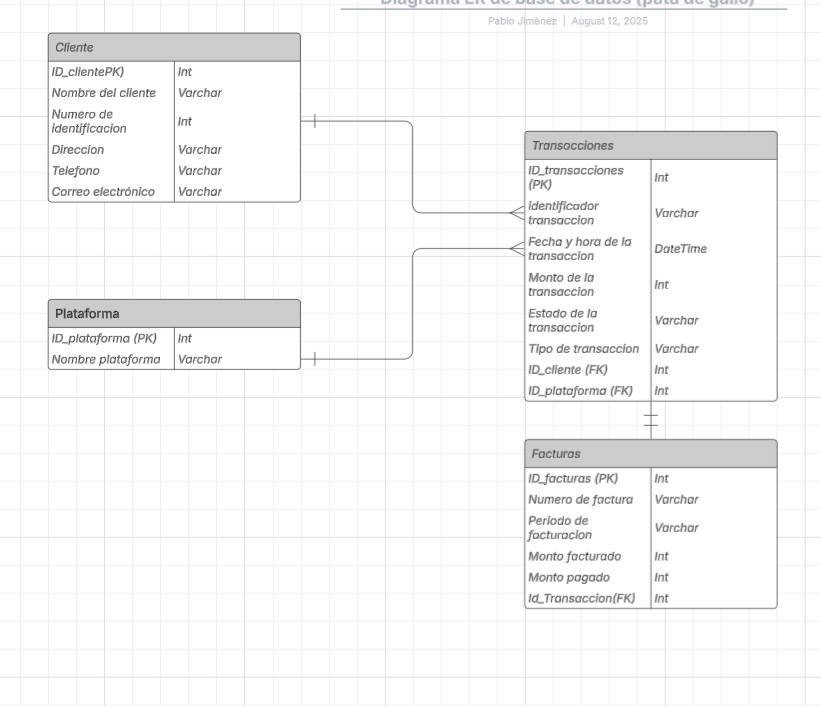 Diagrama ER de base de datos (pata de gallo)
Pablo Jiménez | August 12, 2025
Cliente
ID_clientePK) Int
Nombre del cliente Varchar
Numero de
identificacion Int
Direccion Varchar
Telefono Varchar
Correo electrónico Varchar
Plataforma
ID_plataforma (PK) Int
Nombre plataforma Varchar
Transocciones
ID_transacciones
(PK) Int
identificador
transaccion Varchar
Fecha y hora de la
transaccion DateTime
Monto de la
transaccion Int
Estado de la
transaccion Varchar
Tipo de transaccion Varchar
ID_cliente (FK) Int
ID_plataforma (FK) Int
Facturas
ID_facturas (PK) Int
Numero de factura Varchar
Periodo de
facturacion Varchar
Monto facturado Int
Monto pagado Int
Id_Transaccion(FK) Int